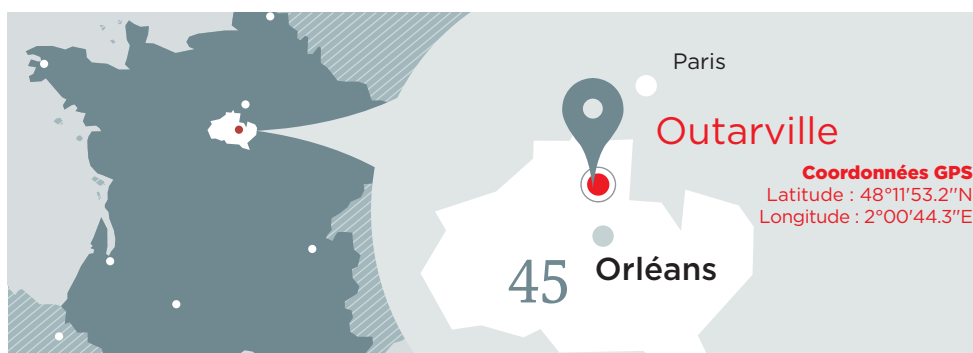 Paris
Outarville
Coordonnées GPS
Latitude : 48°11'53.2"N
Longitude : 2°00'44.3"E
Orléans
45